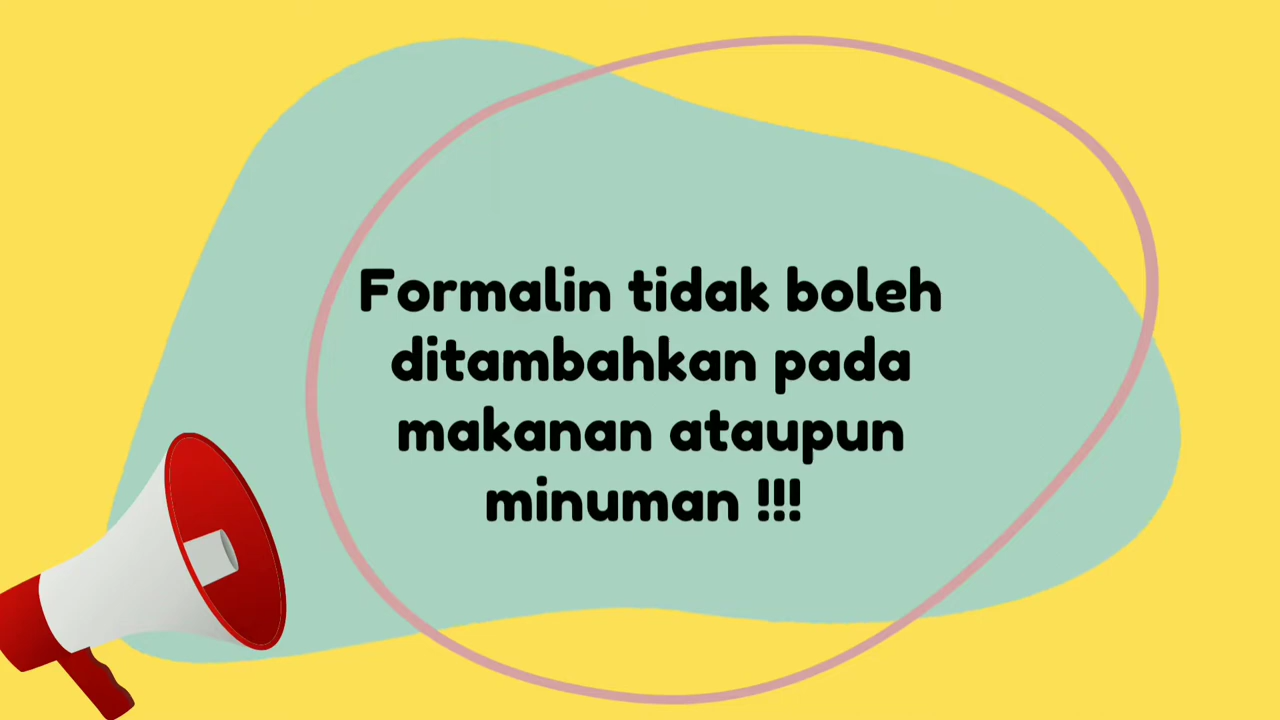 Formalin tidak boleh
ditambahkan pada
makanan ataupun
minuman !!!